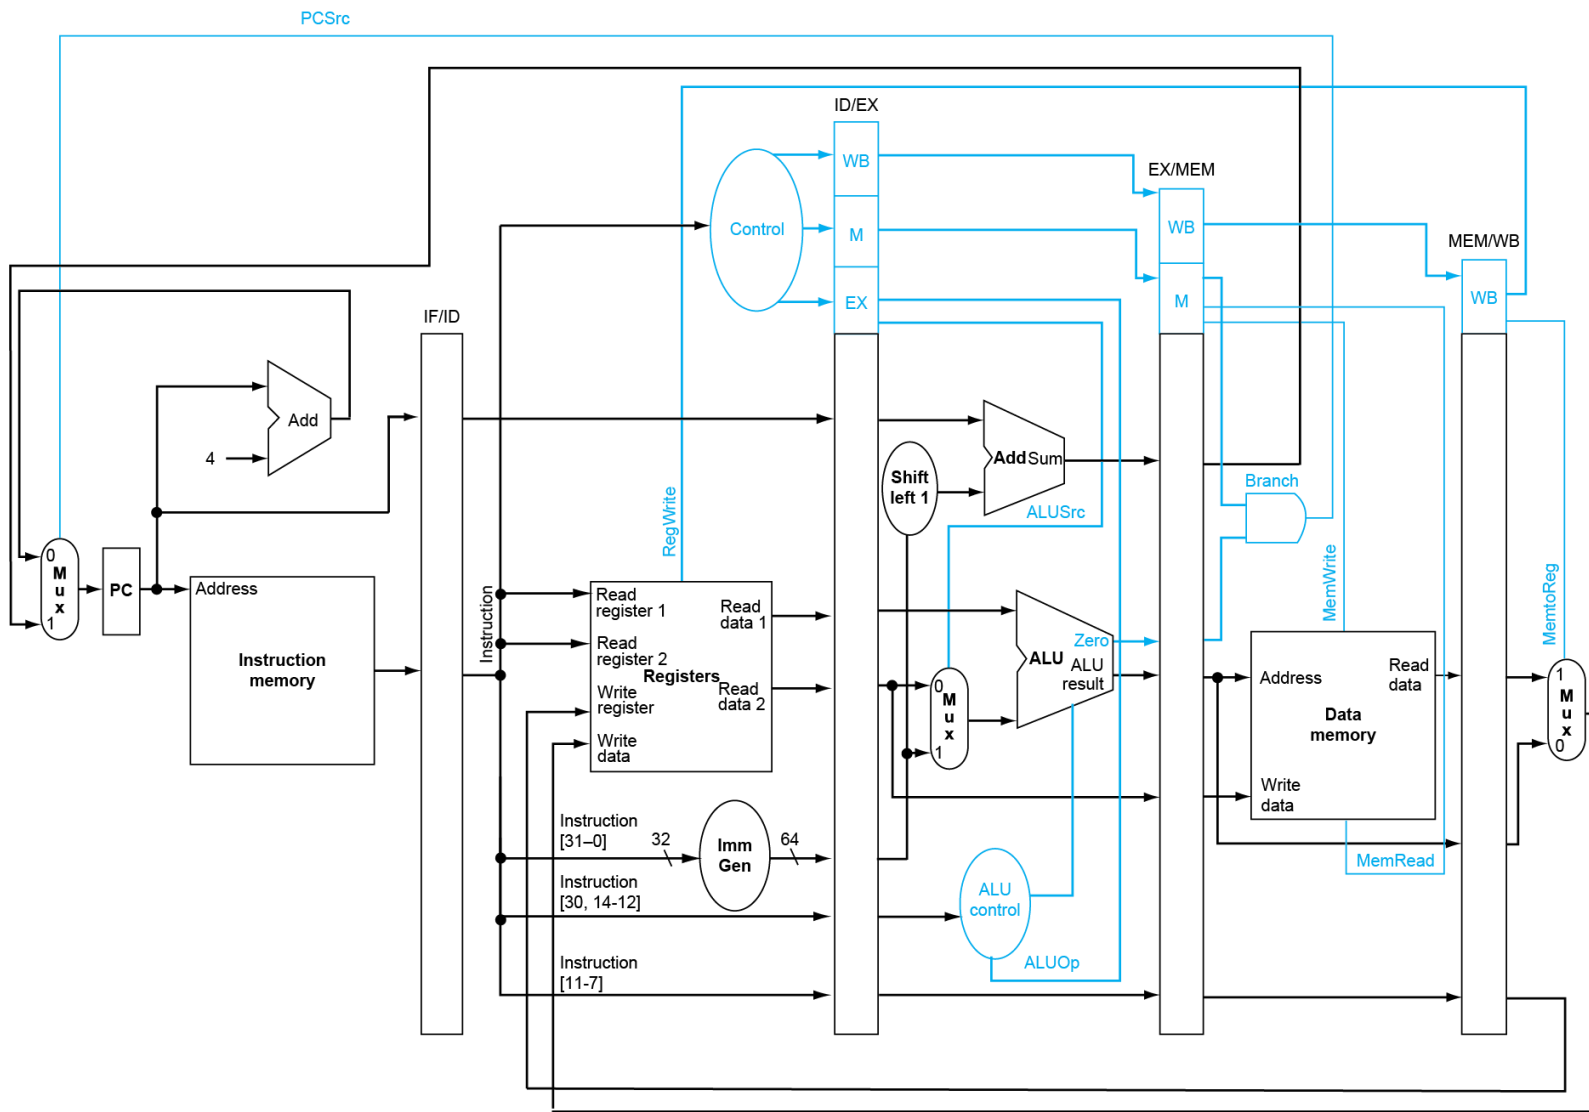 PCSrc
ID/EX
WB
EX/MEM
Control
M
WB
MEM/WB
EX
M
WB
IF/ID
Add
4
Add Sum
Shift
left 1
Branch
ALUSrc
RegWrite
MemWrite
MemtoReg
0
M
u
x
1
PC
Address
Instruction
memory
Instruction
Read
register 1
Read
register 2
Write
register
Write
data
Registers
Read
data 1
Read
data 2
0
M
u
x
1
Zero
ALU
ALU
result
Address
Read
data
Data
memory
Write
data
MemRead
1
M
u
x
0
Instruction
[31–0]
32
Imm
Gen
64
Instruction
[30, 14-12]
ALU
control
ALUOp
Instruction
[11-7]